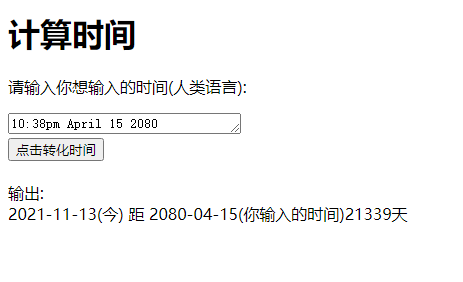 计算时间
请输入你想输入的时间(人类语言):
10:38pm April 15 2080
点击转化时间
输出:
2021-11-13(今) 距 2080-04-15(你输入的时间)21339天